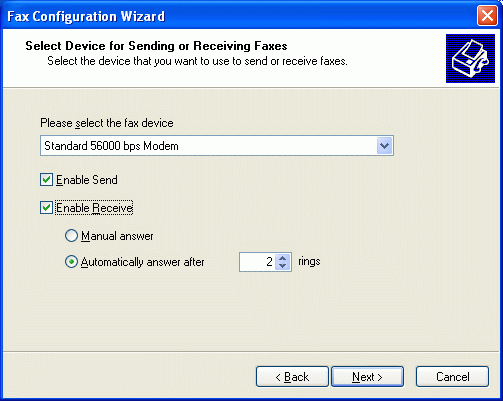 Fax Configuration Wizard
Select Device for Sending or Receiving Faxes
Select the device that you want to use to send or receive faxes.
Please select the fax device
Standard 56000 bps Modem
Enable Send
Enable Receive
Manual answer
Automatically answer after 2 rings
< Back Next > Cancel